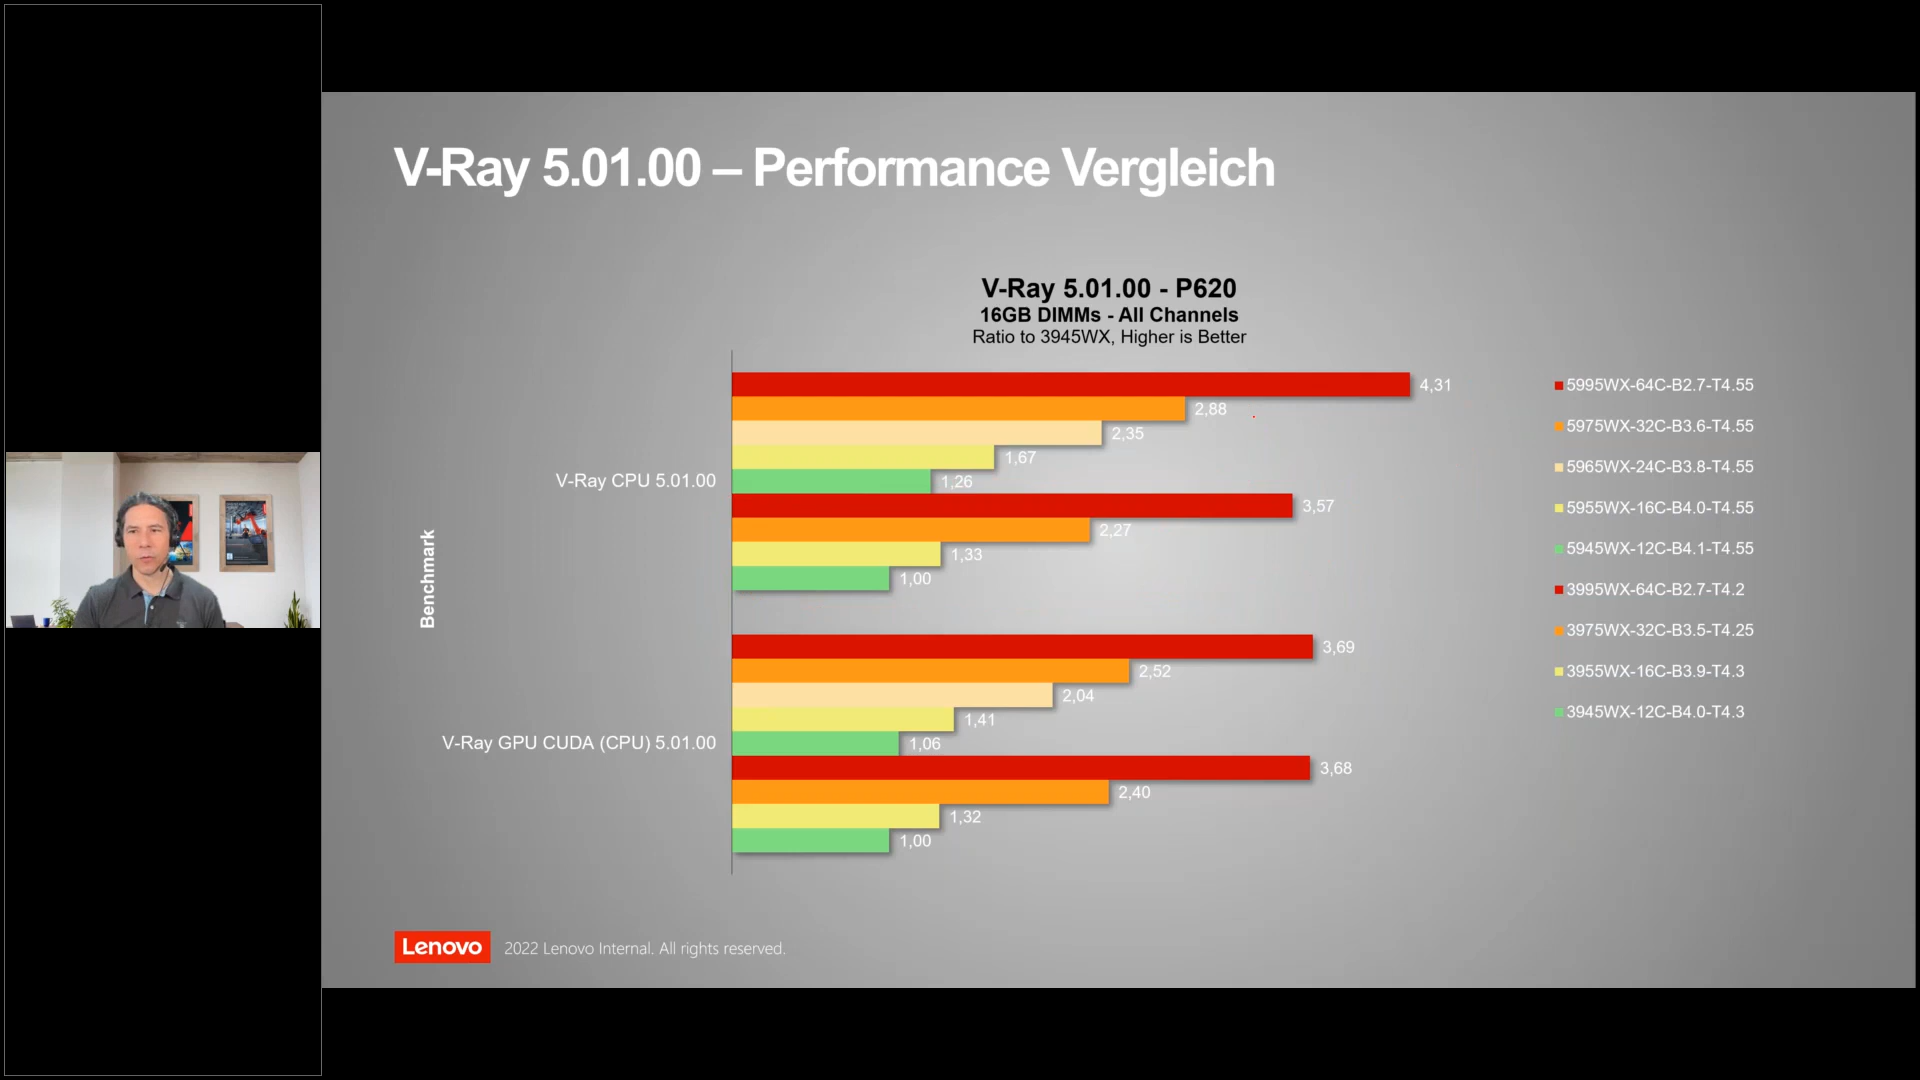 V-Ray 5.01.00 – Performance Vergleich
V-Ray 5.01.00 - P620
16GB DIMMs - All Channels
Ratio to 3945WX, Higher is Better
Benchmark
V-Ray CPU 5.01.00
4,31
2,88
2,35
1,67
1,26
3,57
2,27
1,33
1,00
V-Ray GPU CUDA (CPU) 5.01.00
3,69
2,52
2,04
1,41
1,06
3,68
2,40
1,32
1,00
5995WX-64C-B2.7-T4.55
5975WX-32C-B3.6-T4.55
5965WX-24C-B3.8-T4.55
5955WX-16C-B4.0-T4.55
5945WX-12C-B4.1-T4.55
3995WX-64C-B2.7-T4.2
3975WX-32C-B3.5-T4.25
3955WX-16C-B3.9-T4.3
3945WX-12C-B4.0-T4.3
Lenovo 2022 Lenovo Internal. All rights reserved.